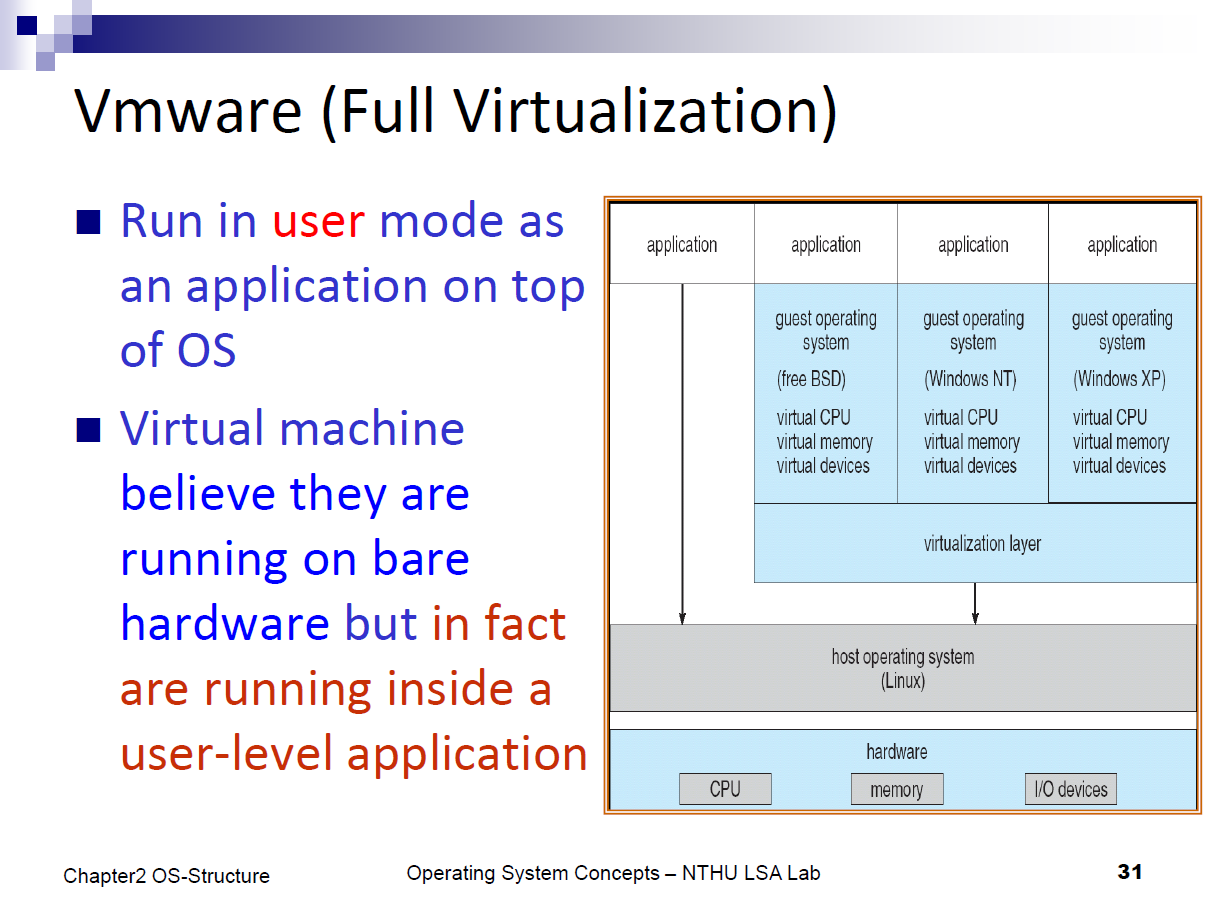 Vmware (Full Virtualization)
Run in user mode as
an application on top
of OS
Virtual machine
believe they are
running on bare
hardware but in fact
are running inside a
user-level application
application
application
application
application
guest operating
system
(free BSD)
virtual CPU
virtual memory
virtual devices
guest operating
system
(Windows NT)
virtual CPU
virtual memory
virtual devices
guest operating
system
(Windows XP)
virtual CPU
virtual memory
virtual devices
virtualization layer
host operating system
(Linux)
hardware
CPU
memory
I/O devices
Chapter2 OS-Structure
Operating System Concepts – NTHU LSA Lab
31